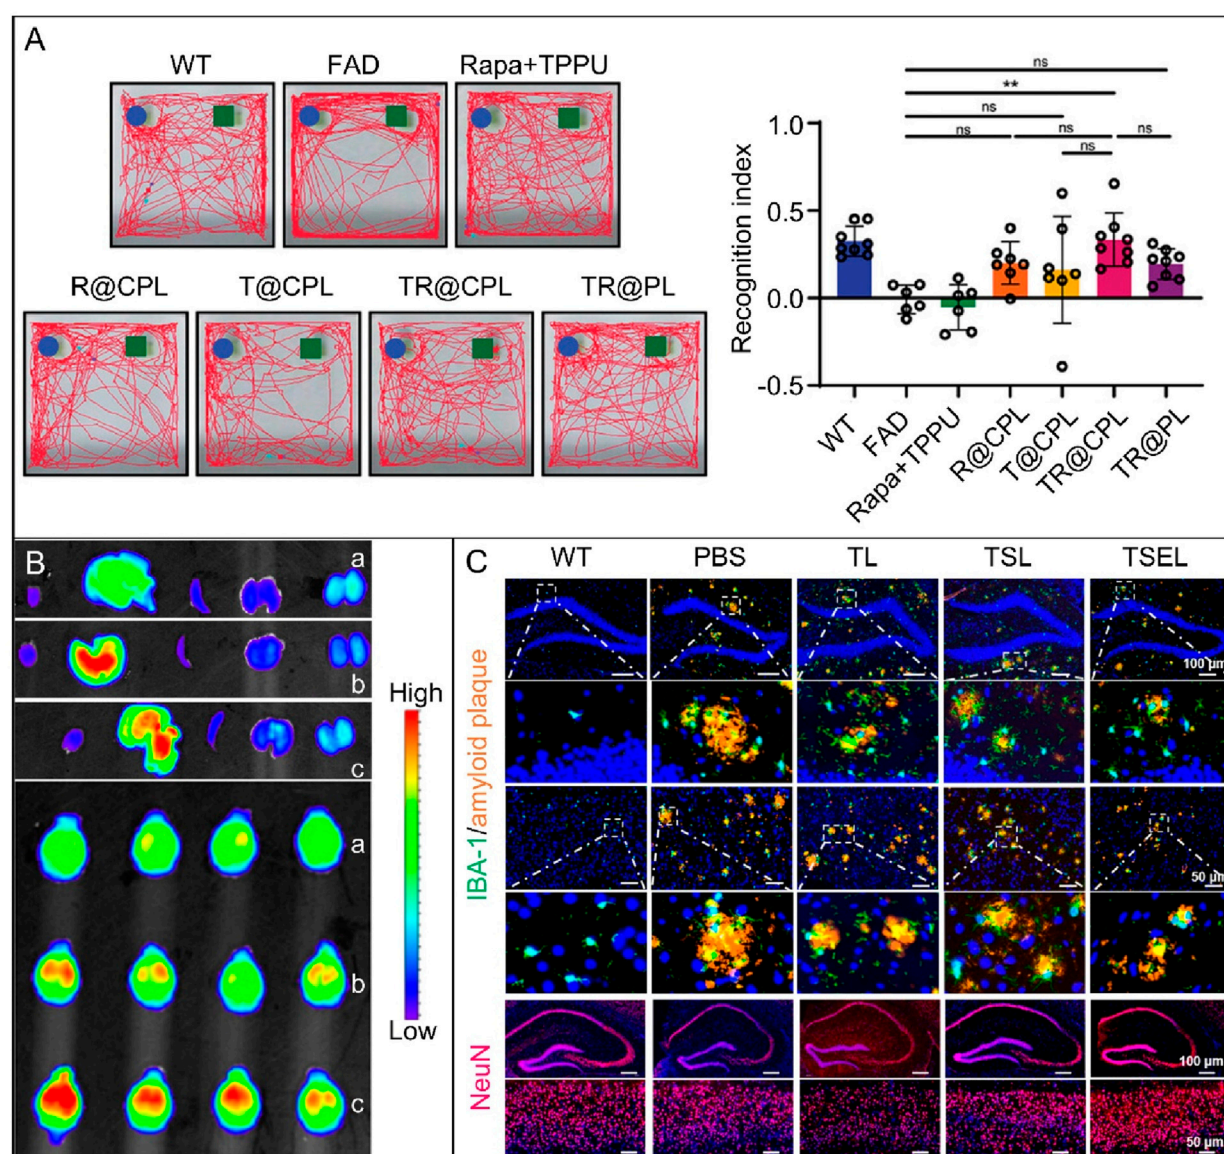 A
WT
FAD
Rapa+TPPU
R@CPL
T@CPL
TR@CPL
TR@PL
ns
**
ns
ns
ns
ns
ns
Recognition index
1.0
0.5
0.0
-0.5
WT
FAD
Rapa+TPPU
R@CPL
T@CPL
TR@CPL
TR@PL
B
a
b
c
a
b
c
High
Low
C
WT
PBS
TL
TSL
TSEL
IBA-1/amyloid plaque
100 μm
50 μm
NeuN
100 μm
50 μm